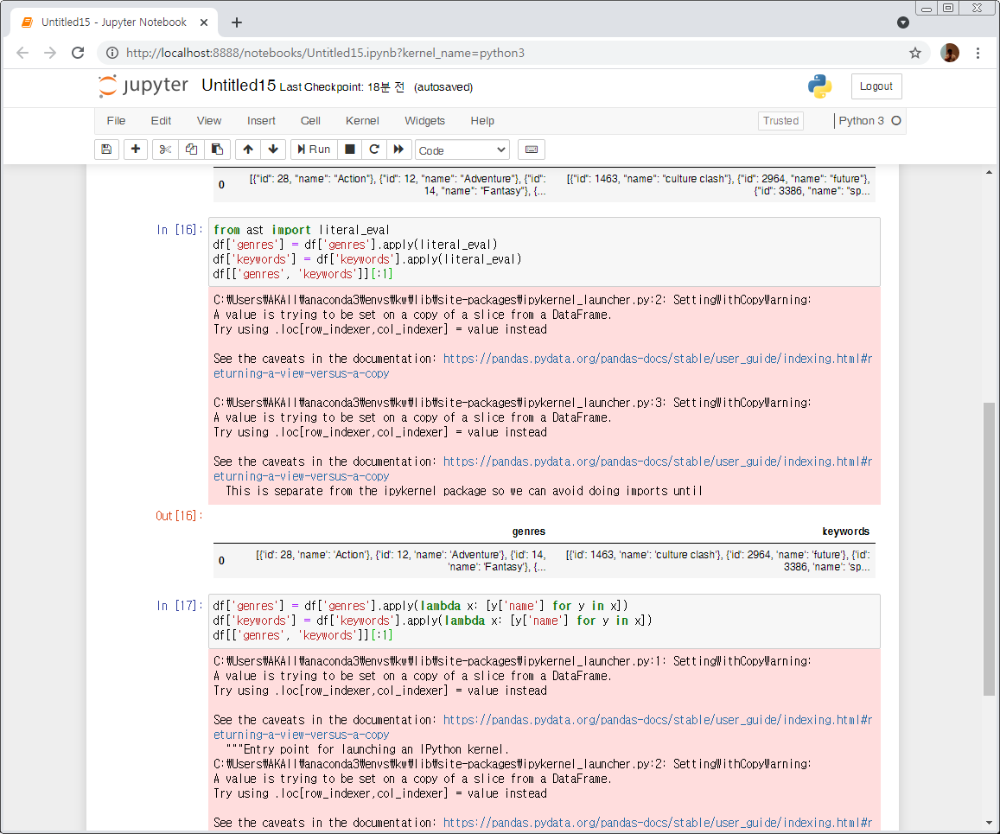 Untitled15 - Jupyter Notebook
http://localhost:8888/notebooks/Untitled15.ipynb?kernel_name=python3
jupyter Untitled15 Last Checkpoint: 18분 전 (autosaved) Logout
File Edit View Insert Cell Kernel Widgets Help Trusted Python 3
Run Code
0 [{"id": 28, "name": "Action"}, {"id": 12, "name": "Adventure"}, {"id": [{"id": 1463, "name": "culture clash"}, {"id": 2964, "name": "future"},
14, "name": "Fantasy"}, {... {"id": 3386, "name": "sp...
In [16]: from ast import literal_eval
df['genres'] = df['genres'].apply(literal_eval)
df['keywords'] = df['keywords'].apply(literal_eval)
df[['genres', 'keywords']][:1]
C:₩Users₩AKAII₩anaconda3₩envs₩kw₩lib₩site-packages₩ipykernel_launcher.py:2: SettingWithCopyWarning:
A value is trying to be set on a copy of a slice from a DataFrame.
Try using .loc[row_indexer,col_indexer] = value instead
See the caveats in the documentation: https://pandas.pydata.org/pandas-docs/stable/user_guide/indexing.html#r
eturning-a-view-versus-a-copy
C:₩Users₩AKAII₩anaconda3₩envs₩kw₩lib₩site-packages₩ipykernel_launcher.py:3: SettingWithCopyWarning:
A value is trying to be set on a copy of a slice from a DataFrame.
Try using .loc[row_indexer,col_indexer] = value instead
See the caveats in the documentation: https://pandas.pydata.org/pandas-docs/stable/user_guide/indexing.html#r
eturning-a-view-versus-a-copy
This is separate from the ipykernel package so we can avoid doing imports until
Out[16]:
genres keywords
0 [{'id': 28, 'name': 'Action'}, {'id': 12, 'name': 'Adventure'}, {'id': 14, [{'id': 1463, 'name': 'culture clash'}, {'id': 2964, 'name': 'future'}, {'id':
'name': 'Fantasy'}, {... 3386, 'name': 'sp...
In [17]: df['genres'] = df['genres'].apply(lambda x: [y['name'] for y in x])
df['keywords'] = df['keywords'].apply(lambda x: [y['name'] for y in x])
df[['genres', 'keywords']][:1]
C:₩Users₩AKAII₩anaconda3₩envs₩kw₩lib₩site-packages₩ipykernel_launcher.py:1: SettingWithCopyWarning:
A value is trying to be set on a copy of a slice from a DataFrame.
Try using .loc[row_indexer,col_indexer] = value instead
See the caveats in the documentation: https://pandas.pydata.org/pandas-docs/stable/user_guide/indexing.html#r
eturning-a-view-versus-a-copy
"""Entry point for launching an IPython kernel.
C:₩Users₩AKAII₩anaconda3₩envs₩kw₩lib₩site-packages₩ipykernel_launcher.py:2: SettingWithCopyWarning:
A value is trying to be set on a copy of a slice from a DataFrame.
Try using .loc[row_indexer,col_indexer] = value instead
See the caveats in the documentation: https://pandas.pydata.org/pandas-docs/stable/user_guide/indexing.html#r